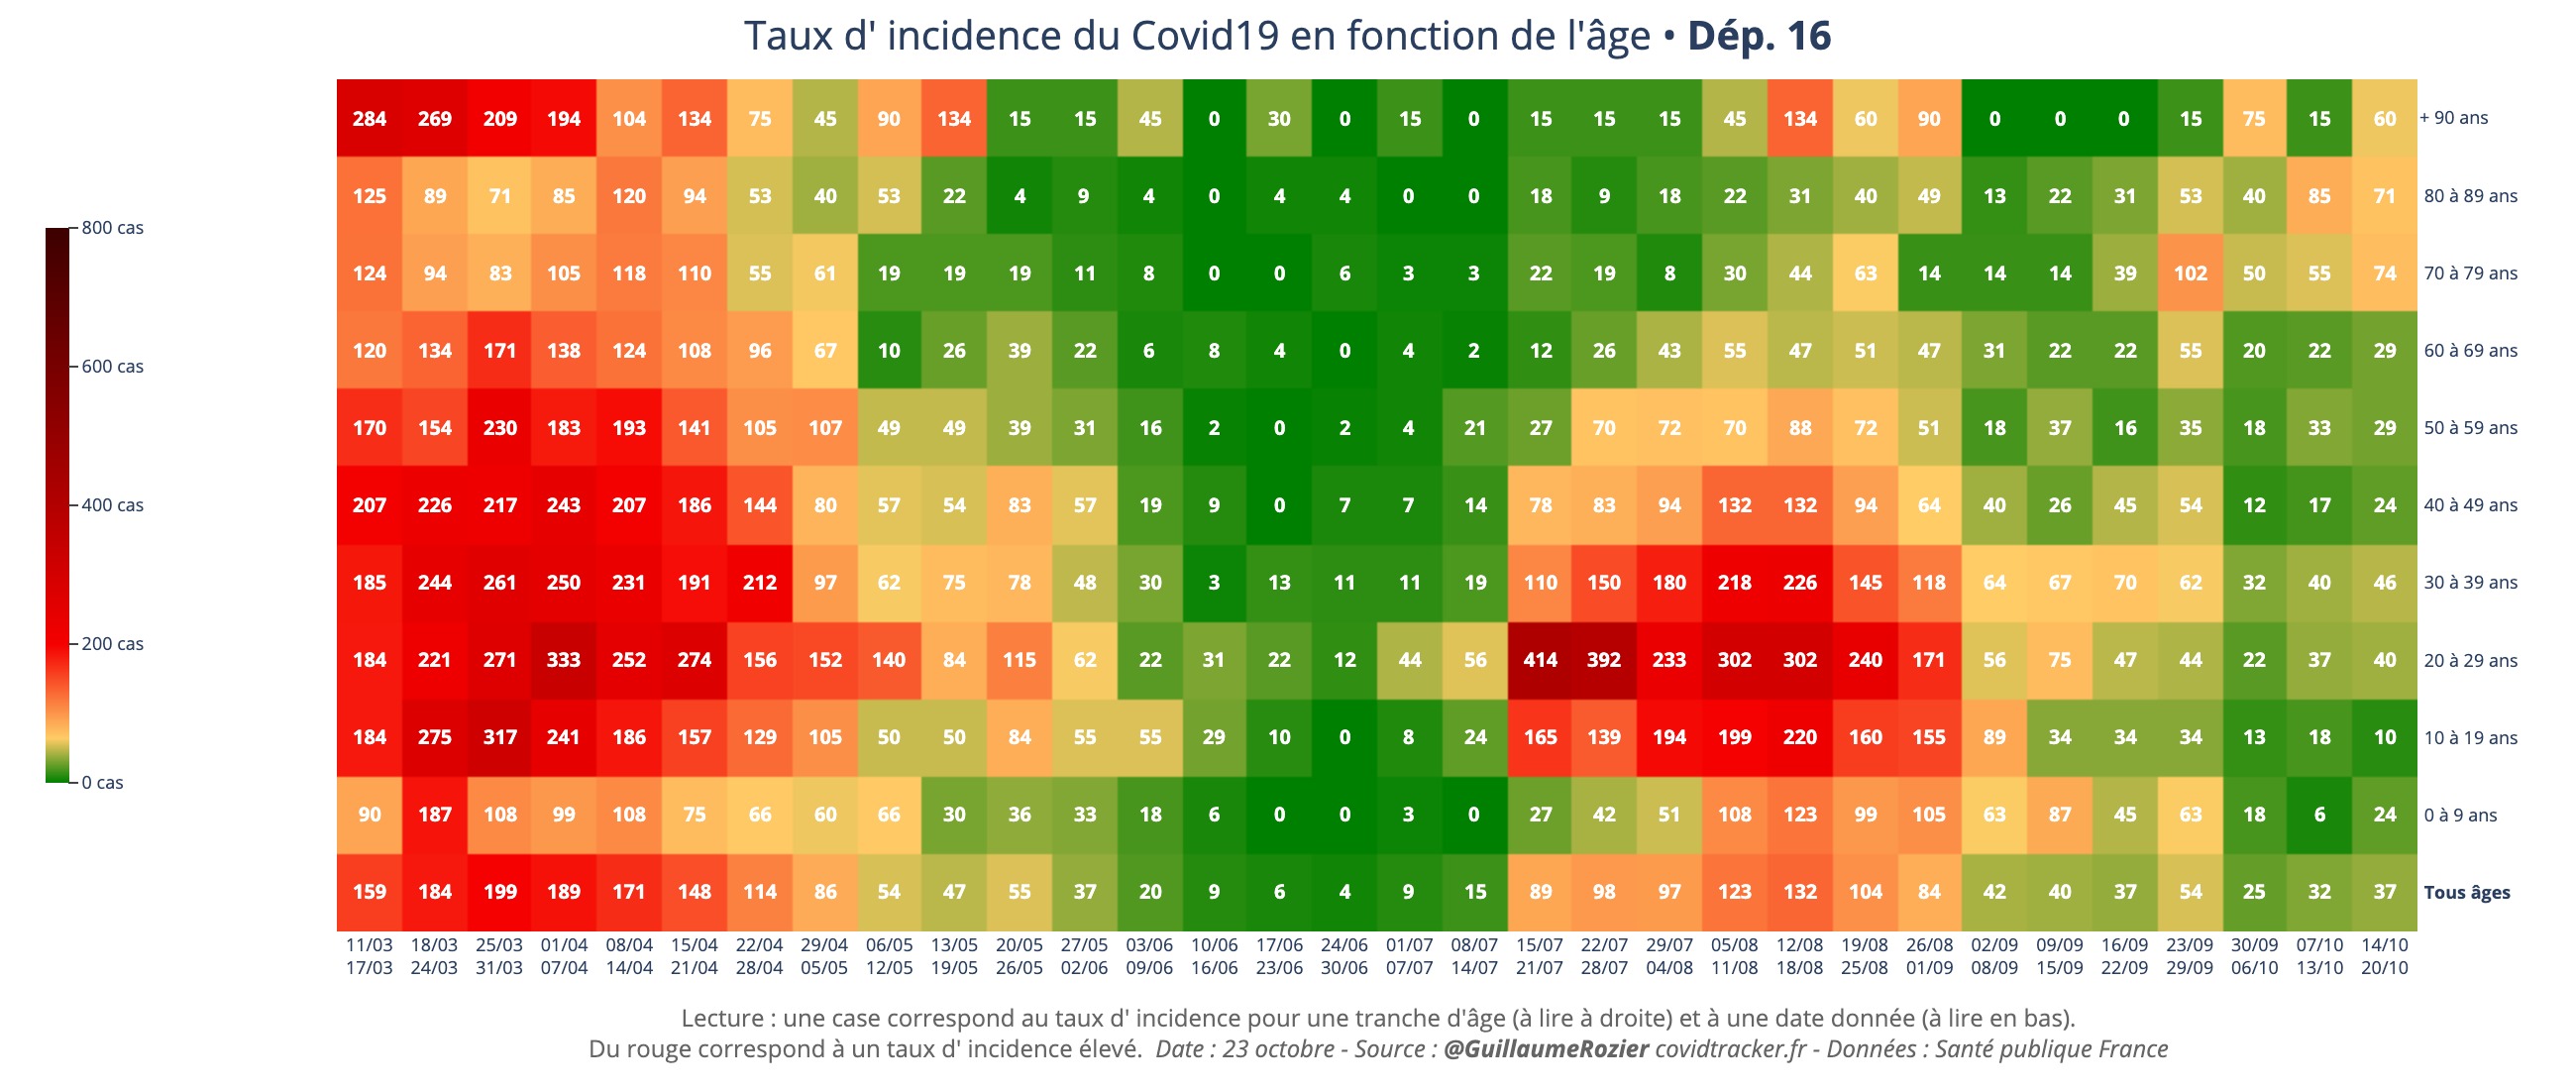 Taux d' incidence du Covid19 en fonction de l'âge • Dép. 16
284 269 209 194 104 134 75 45 90 134 15 15 45 0 30 0 15 0 15 15 15 45 134 60 90 0 0 0 15 75 15 60 + 90 ans
125 89 71 85 120 94 53 40 53 22 4 9 4 0 4 4 0 0 18 9 18 22 31 40 49 13 22 31 53 40 85 71 80 à 89 ans
124 94 83 105 118 110 55 61 19 19 19 11 8 0 0 6 3 3 22 19 8 30 44 63 14 14 14 39 102 50 55 74 70 à 79 ans
120 134 171 138 124 108 96 67 10 26 39 22 6 8 4 0 4 2 12 26 43 55 47 51 47 31 22 22 55 20 22 29 60 à 69 ans
170 154 230 183 193 141 105 107 49 49 39 31 16 2 0 2 4 21 27 70 72 70 88 72 51 18 37 16 35 18 33 29 50 à 59 ans
207 226 217 243 207 186 144 80 57 54 83 57 19 9 0 7 7 14 78 83 94 132 132 94 64 40 26 45 54 12 17 24 40 à 49 ans
185 244 261 250 231 191 212 97 62 75 78 48 30 3 13 11 11 19 110 150 180 218 226 145 118 64 67 70 62 32 40 46 30 à 39 ans
184 221 271 333 252 274 156 152 140 84 115 62 22 31 22 12 44 56 414 392 233 302 302 240 171 56 75 47 44 22 37 40 20 à 29 ans
184 275 317 241 186 157 129 105 50 50 84 55 55 29 10 0 8 24 165 139 194 199 220 160 155 89 34 34 34 13 18 10 10 à 19 ans
90 187 108 99 108 75 66 60 66 30 36 33 18 6 0 0 3 0 27 42 51 108 123 99 105 63 87 45 63 18 6 24 0 à 9 ans
159 184 199 189 171 148 114 86 54 47 55 37 20 9 6 4 9 15 89 98 97 123 132 104 84 42 40 37 54 25 32 37 Tous âges
11/03 18/03 25/03 01/04 08/04 15/04 22/04 29/04 06/05 13/05 20/05 27/05 03/06 10/06 17/06 24/06 01/07 08/07 15/07 22/07 29/07 05/08 12/08 19/08 26/08 02/09 09/09 16/09 23/09 30/09 07/10 14/10
17/03 24/03 31/03 07/04 14/04 21/04 28/04 05/05 12/05 19/05 26/05 02/06 09/06 16/06 23/06 30/06 07/07 14/07 21/07 28/07 04/08 11/08 18/08 25/08 01/09 08/09 15/09 22/09 29/09 06/10 13/10 20/10
800 cas
600 cas
400 cas
200 cas
0 cas
Lecture : une case correspond au taux d' incidence pour une tranche d'âge (à lire à droite) et à une date donnée (à lire en bas).
Du rouge correspond à un taux d' incidence élevé. Date : 23 octobre - Source : @GuillaumeRozier covidtracker.fr - Données : Santé publique France